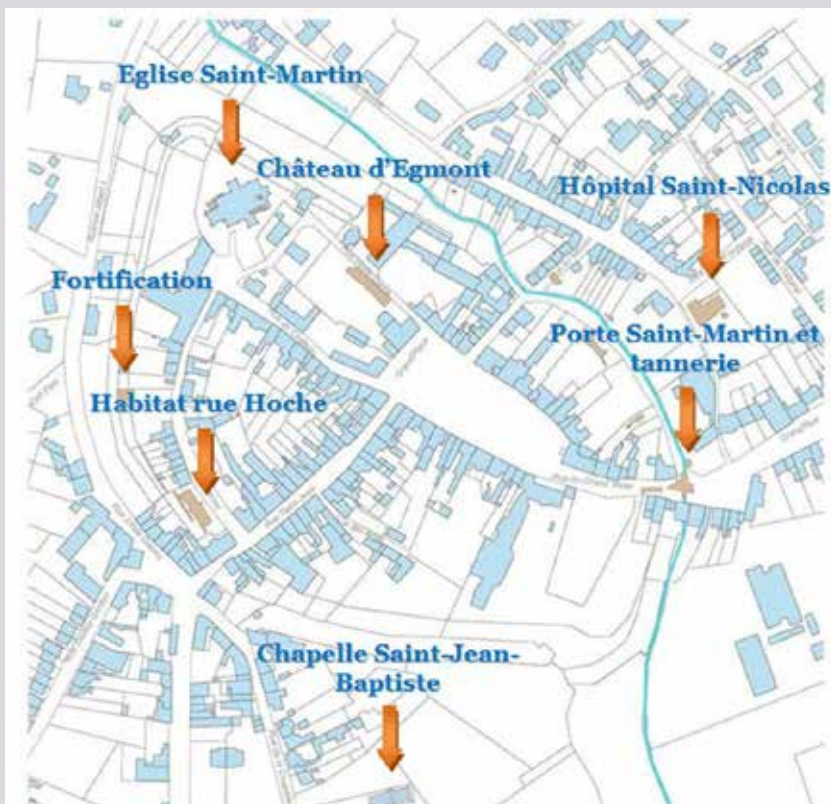 Eglise Saint-Martin
Château d'Egmont
Hôpital Saint-Nicolas
Fortification
Porte Saint-Martin et
tannerie
Habitat rue Hoche
Chapelle Saint-Jean-
Baptiste